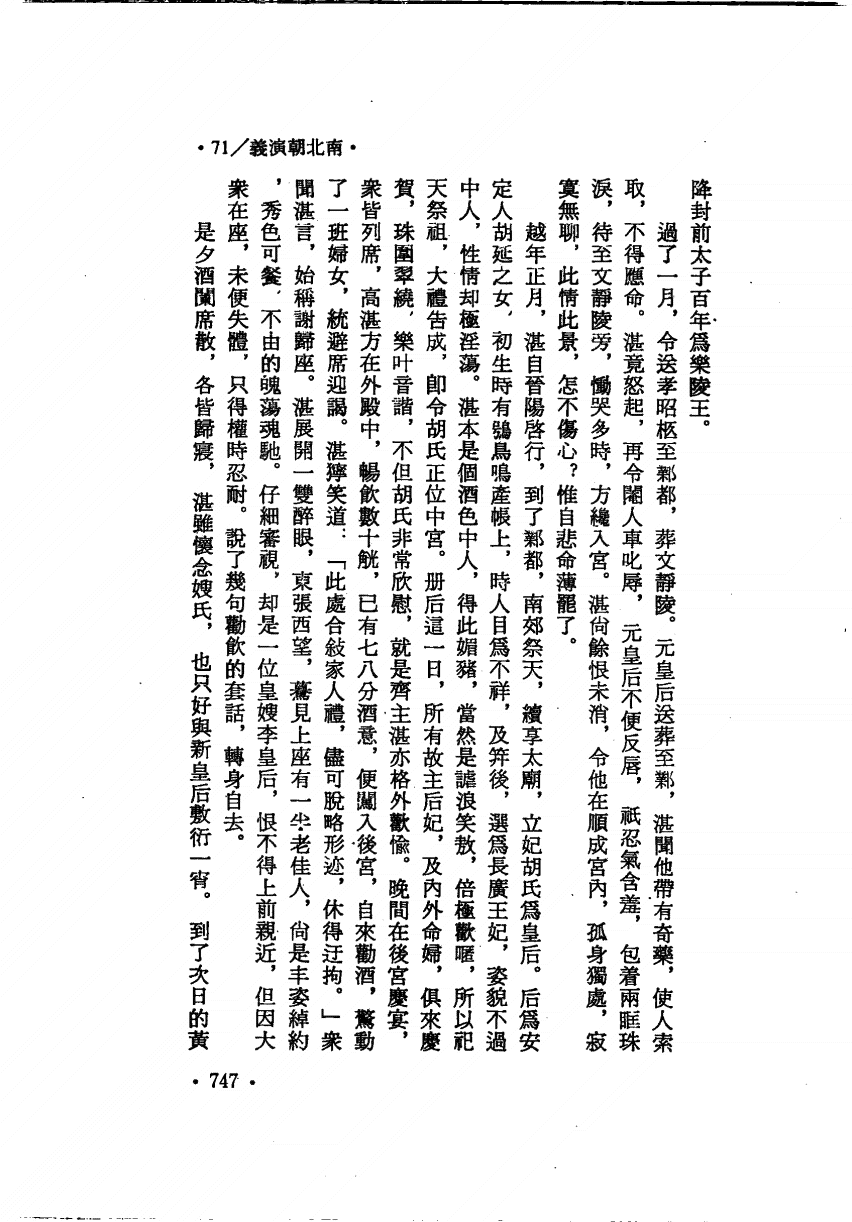 •71/義演朝北南•
降封前太子百年爲樂陵王。
過了一月，令送孝昭柩至鄴都，葬文靜陵。元皇后送葬至鄴，湛聞他帶有奇藥，使人索
取，不得應命。湛竟怒起，再令閹人車叱辱，元皇后不便反唇，祇忍氣含羞，包着兩眶珠
淚，待至文靜陵旁，慟哭多時，方纔入宮。湛尙餘恨未消，令他在順成宮內，孤身獨處，寂
寞無聊，此情此景，怎不傷心？惟自悲命薄罷了。
越年正月，湛自晉陽啓行，到了鄴都，南郊祭天，續享太廟，立妃胡氏爲皇后。后爲安
定人胡延之女，初生時有鴞鳥鳴產帳上，時人目爲不祥，及笄後，選爲長廣王妃，姿貌不過
中人，性情却極淫蕩。湛本是個酒色中人，得此媚豬，當然是謔浪笑敖，倍極歡暱，所以祀
天祭祖，大禮告成，卽令胡氏正位中宮。册后這一日，所有故主后妃，及內外命婦，俱來慶
賀，珠圍翠繞，樂叶音諧，不但胡氏非常欣慰，就是齊主湛亦格外歡愉。晚間在後宮慶宴，
衆皆列席，高湛方在外殿中，暢飲數十觥，已有七八分酒意，便闖入後宮，自來勸酒，驚動
了一班婦女，統避席迎謁。湛獰笑道：「此處合敍家人禮，儘可脫略形迹，休得迂拘。」衆
聞湛言，始稱謝歸座。湛展開一雙醉眼，東張西望，驀見上座有一半老佳人，尙是丰姿綽約
，秀色可餐，不由的魄蕩魂馳。仔細審視，却是一位皇嫂李皇后，恨不得上前親近，但因大
衆在座，未便失體，只得權時忍耐。說了幾句勸飲的套話，轉身自去。
是夕酒闌席散，各皆歸寢，湛雖懷念嫂氏，也只好與新皇后敷衍一宵。到了次日的黃
•747•